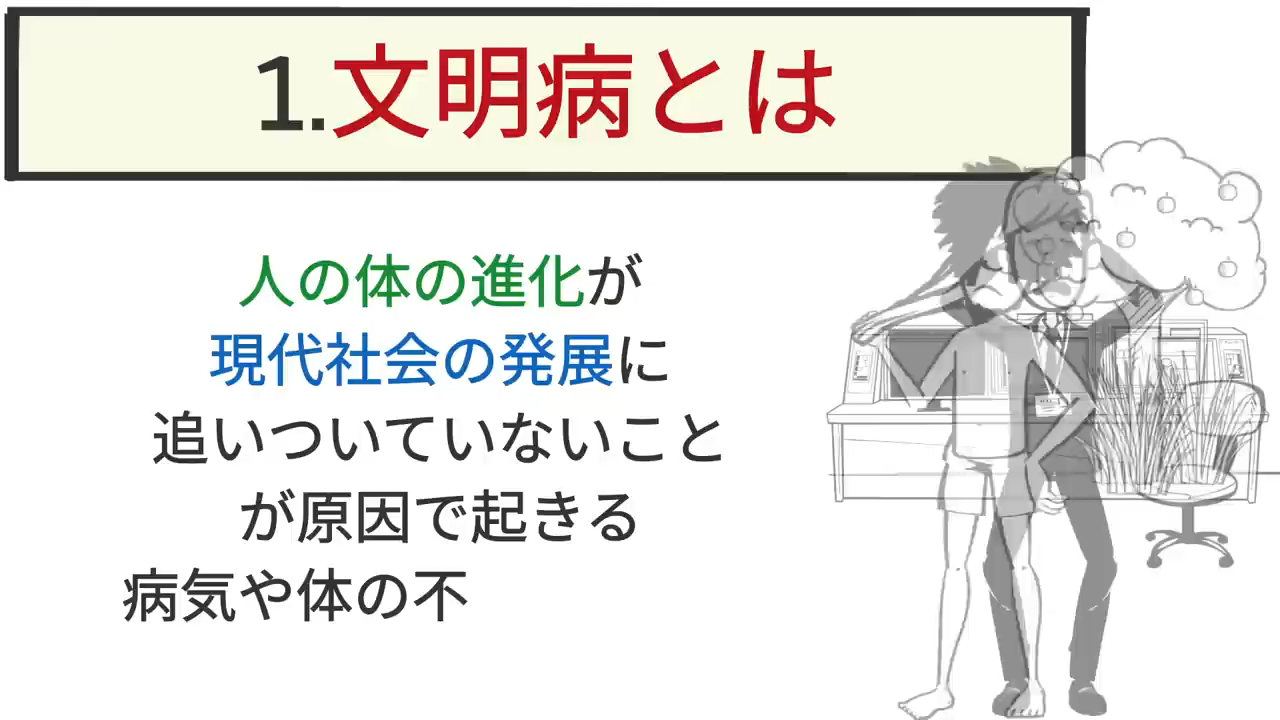 1.文明病とは
人の体の進化が
現代社会の発展に
追いついていないこと
が原因で起きる
病気や体の不